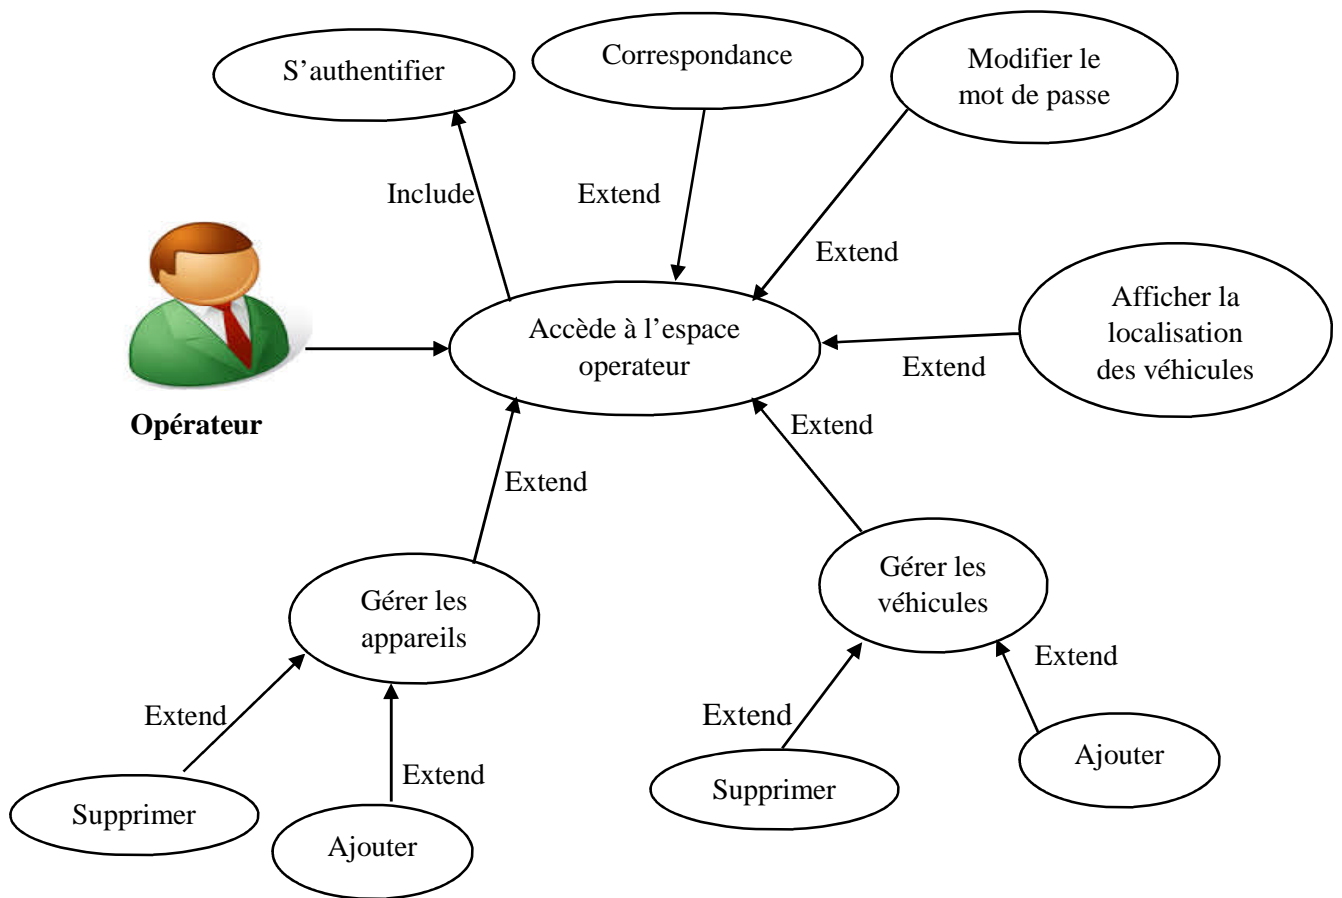 S’authentifier
Correspondance
Modifier le
mot de passe
Include
Extend
Extend
Afficher la
localisation
des véhicules
Accède à l’espace
operateur
Extend
Opérateur
Extend
Extend
Gérer les
appareils
Gérer les
véhicules
Extend
Extend
Extend
Extend
Supprimer
Ajouter
Supprimer
Ajouter